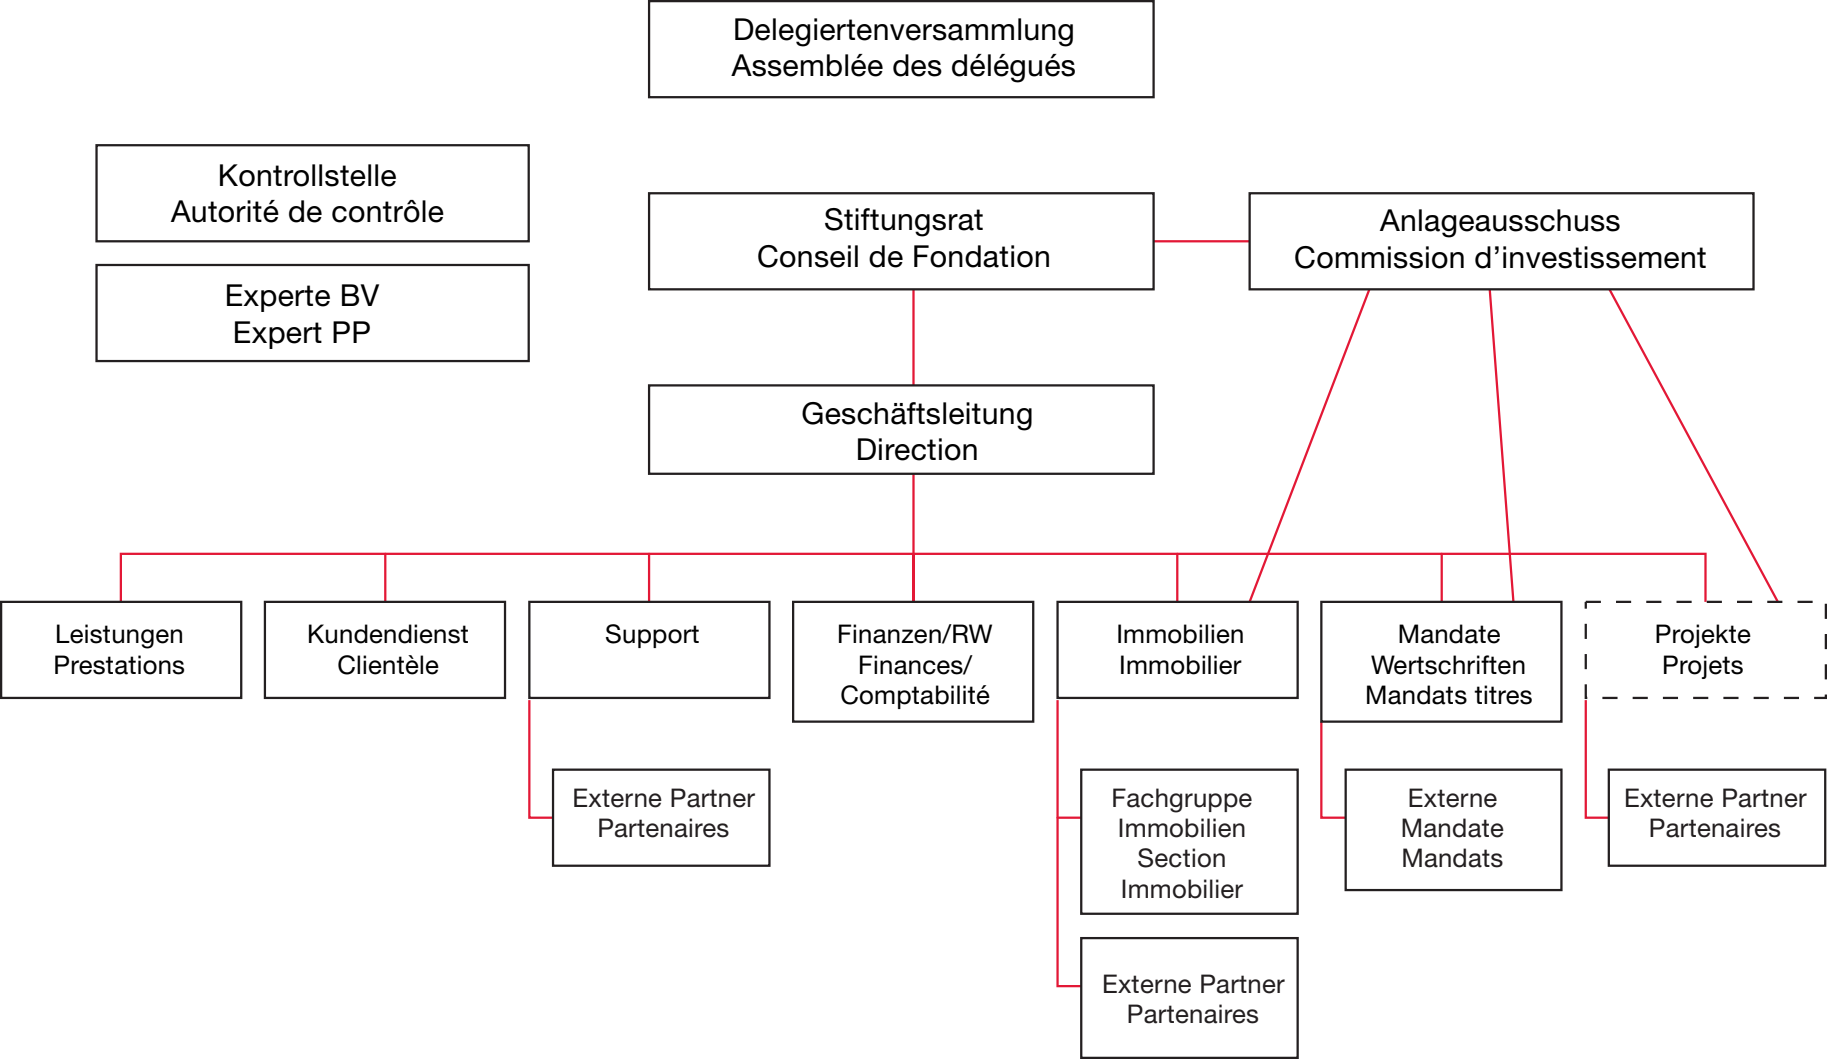 Delegiertenversammlung
Assemblée des délégués
Kontrollstelle
Autorité de contrôle
Experte BV
Expert PP
Stiftungsrat
Conseil de Fondation
Anlageausschuss
Commission d’investissement
Geschäftsleitung
Direction
Leistungen
Prestations
Kundendienst
Clientèle
Support
Finanzen/RW
Finances/
Comptabilité
Immobilien
Immobilier
Mandate
Wertschriften
Mandats titres
Projekte
Projets
Externe Partner
Partenaires
Fachgruppe
Immobilien
Section
Immobilier
Externe
Mandate
Mandats
Externe Partner
Partenaires
Externe Partner
Partenaires